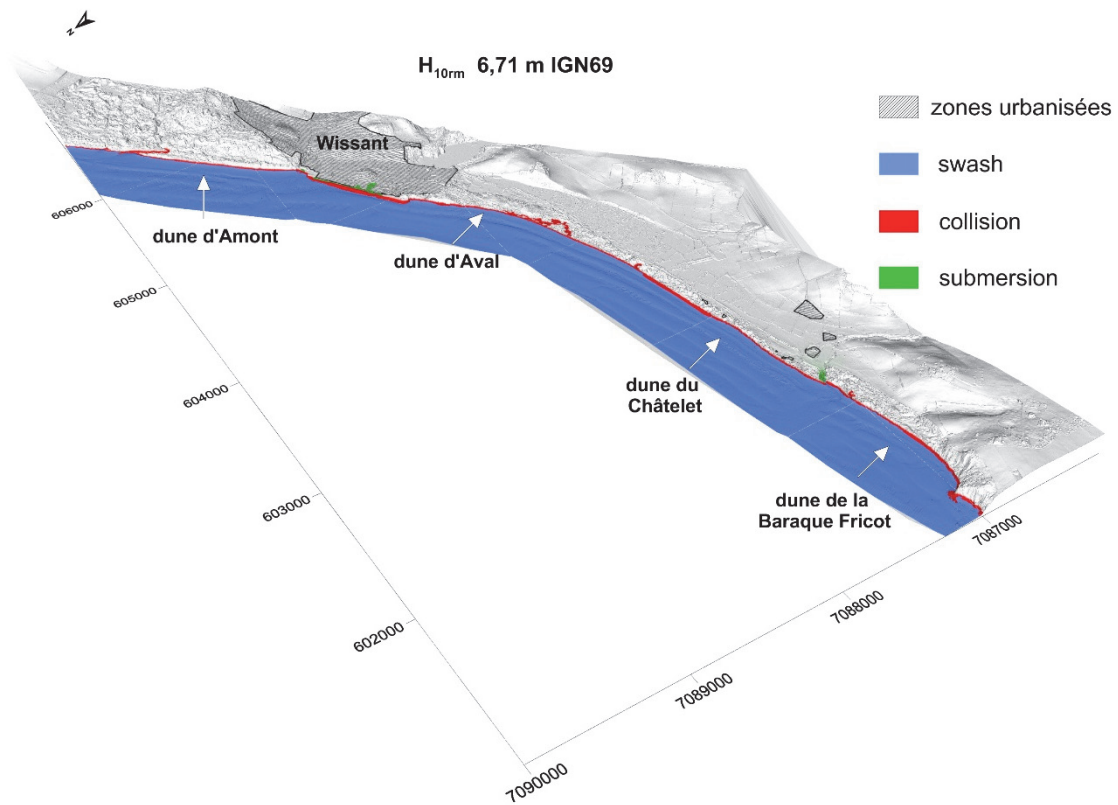 N
H10rm 6,71 m IGN69
zones urbanisées
swash
collision
submersion
Wissant
dune d'Amont
dune d'Aval
dune du
Châtelet
dune de la
Baraque Fricot
606000
605000
604000
603000
602000
7090000
7089000
7088000
7087000